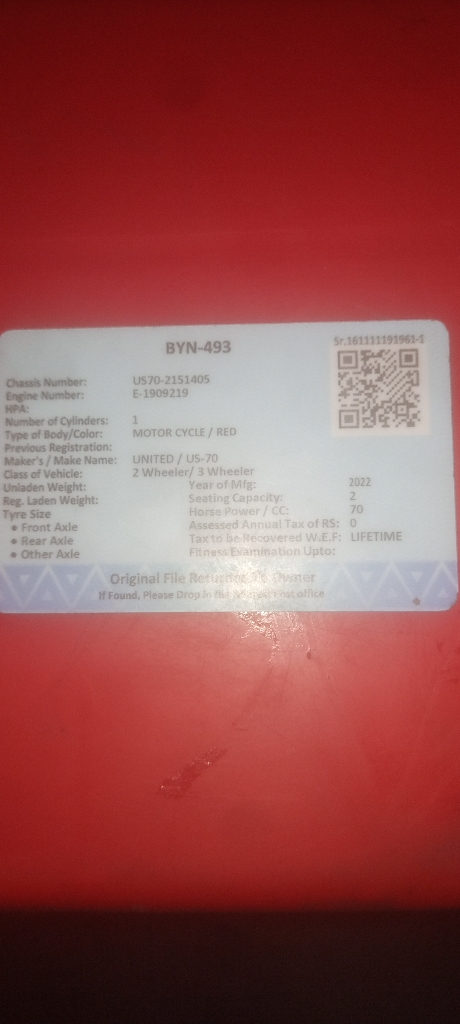 BYN-493
Sr.161111191961-1
Chassis Number: US70-2151405
Engine Number: E-1909219
HPA:
Number of Cylinders: 1
Type of Body/Color: MOTOR CYCLE / RED
Previous Registration:
Maker's / Make Name: UNITED / US-70
Class of Vehicle: 2 Wheeler/ 3 Wheeler
Unladen Weight:
Year of Mfg: 2022
Reg. Laden Weight:
Seating Capacity: 2
Tyre Size
Horse Power / CC: 70
• Front Axle
Assessed Annual Tax of RS: 0
• Rear Axle
Tax to be Recovered W.E.F: LIFETIME
• Other Axle
Fitness Examination Upto:
Original File Returned To Owner
If Found, Please Drop in the Nearest Post office